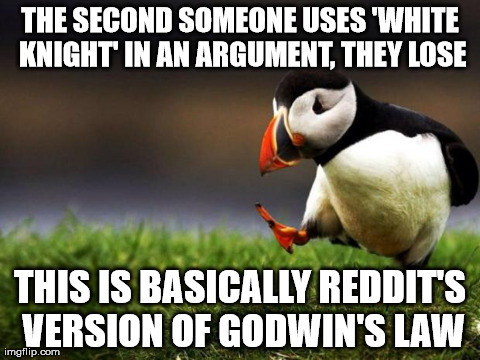 THE SECOND SOMEONE USES 'WHITE
KNIGHT' IN AN ARGUMENT, THEY LOSE
THIS IS BASICALLY REDDIT'S
VERSION OF GODWIN'S LAW
imgflip.com